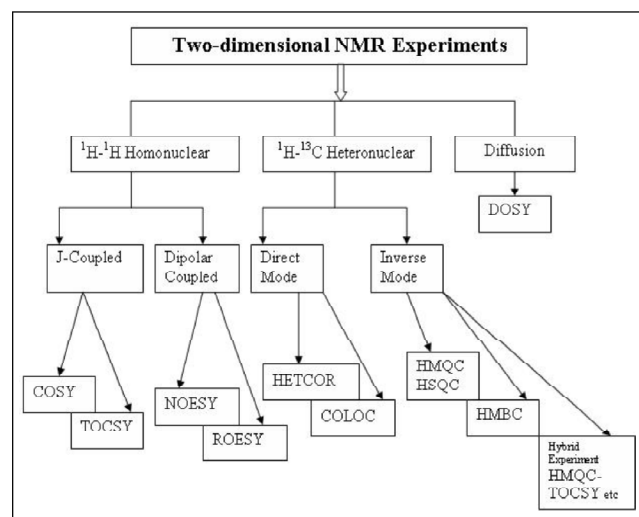 Two-dimensional NMR Experiments
¹H-¹H Homonuclear
¹H-¹³C Heteronuclear
Diffusion
DOSY
J-Coupled
Dipolar
Coupled
Direct
Mode
Inverse
Mode
COSY
TOCSY
NOESY
ROESY
HETCOR
COLOC
HMQC
HSQC
HMBC
Hybrid
Experiment
HMQC-
TOCSY etc